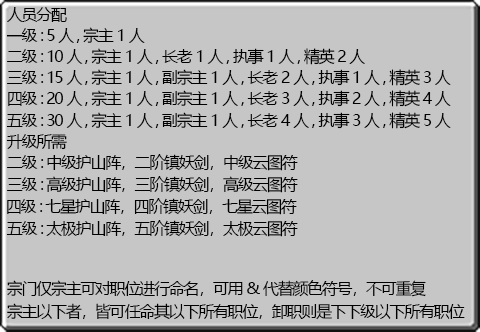 人员分配
一级 : 5 人 , 宗主 1 人
二级 : 10 人 , 宗主 1 人 , 长老 1 人 , 执事 1 人 , 精英 2 人
三级 : 15 人 , 宗主 1 人 , 副宗主 1 人 , 长老 2 人 , 执事 1 人 , 精英 3 人
四级 : 20 人 , 宗主 1 人 , 副宗主 1 人 , 长老 3 人 , 执事 2 人 , 精英 4 人
五级 : 30 人 , 宗主 1 人 , 副宗主 1 人 , 长老 4 人 , 执事 3 人 , 精英 5 人
升级所需
二级 : 中级护山阵，二阶镇妖剑，中级云图符
三级 : 高级护山阵，三阶镇妖剑，高级云图符
四级 : 七星护山阵，四阶镇妖剑，七星云图符
五级 : 太极护山阵，五阶镇妖剑，太极云图符
宗门仅宗主可对职位进行命名，可用 & 代替颜色符号，不可重复
宗主以下者，皆可任命其以下所有职位，卸职则是下下级以下所有职位